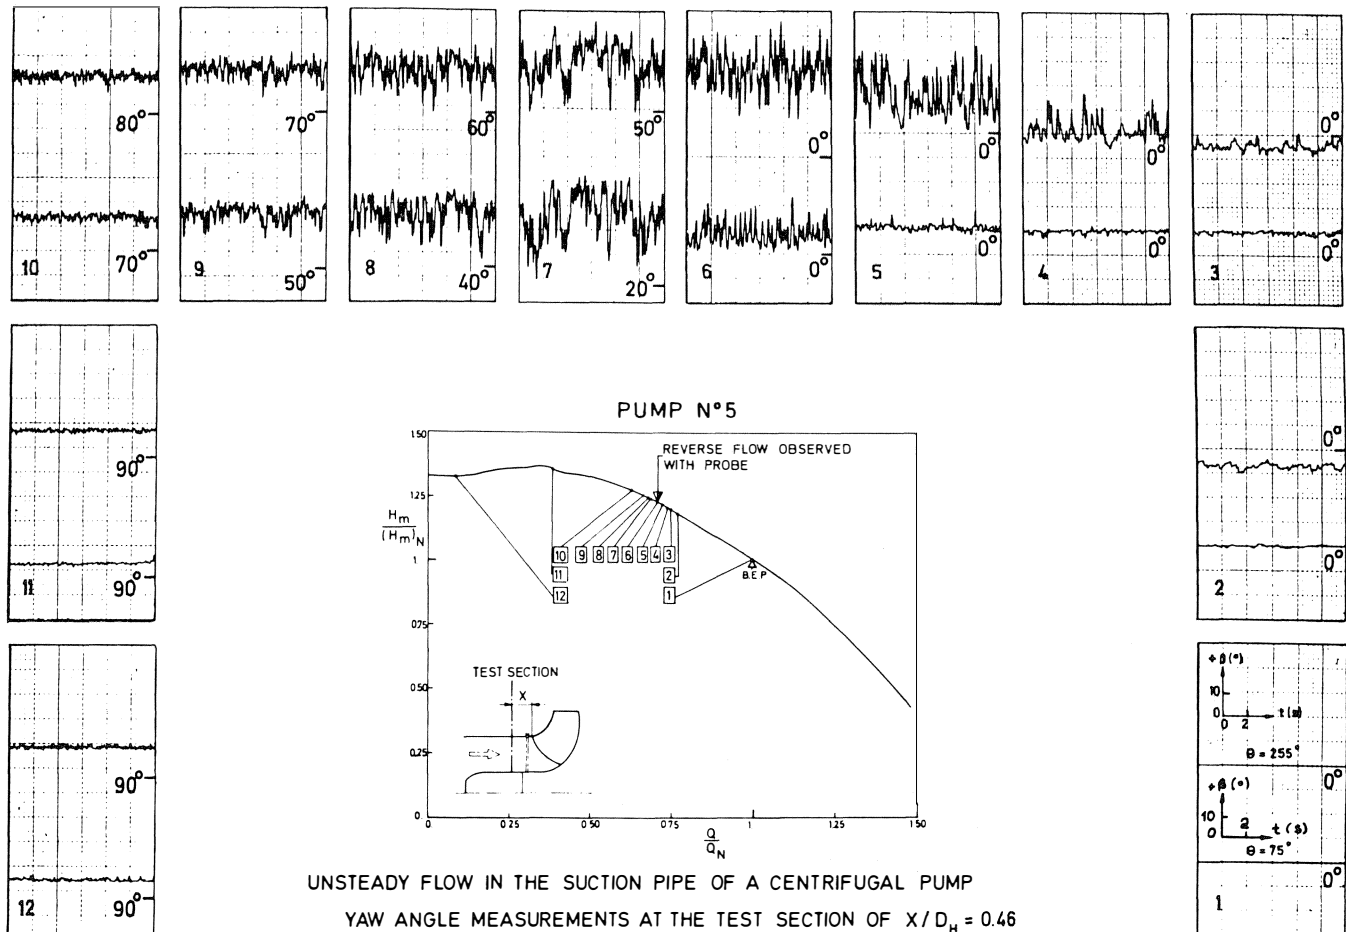 80°
70°
10
70°
50°
9
60°
40°
8
50°
20°
7
0°
0°
6
0°
0°
5
0°
0°
4
0°
0°
3
90°
90°
11
0°
0°
2
90°
90°
12
+β(°)
10
0
0 2 t(s)
θ = 255°
0°
+β(°)
10
0
2 t(s)
θ = 75°
0°
1
PUMP N°5
REVERSE FLOW OBSERVED
WITH PROBE
1.50
1.25
1
0.75
0.50
0.25
0.
Hm
(Hm)N
10 9 8 7 6 5 4 3
11 2
12 1
B.E.P
TEST SECTION
X
0 0.25 0.50 0.75 1 1.25 1.50
Q
QN
UNSTEADY FLOW IN THE SUCTION PIPE OF A CENTRIFUGAL PUMP
YAW ANGLE MEASUREMENTS AT THE TEST SECTION OF X / DH = 0.46